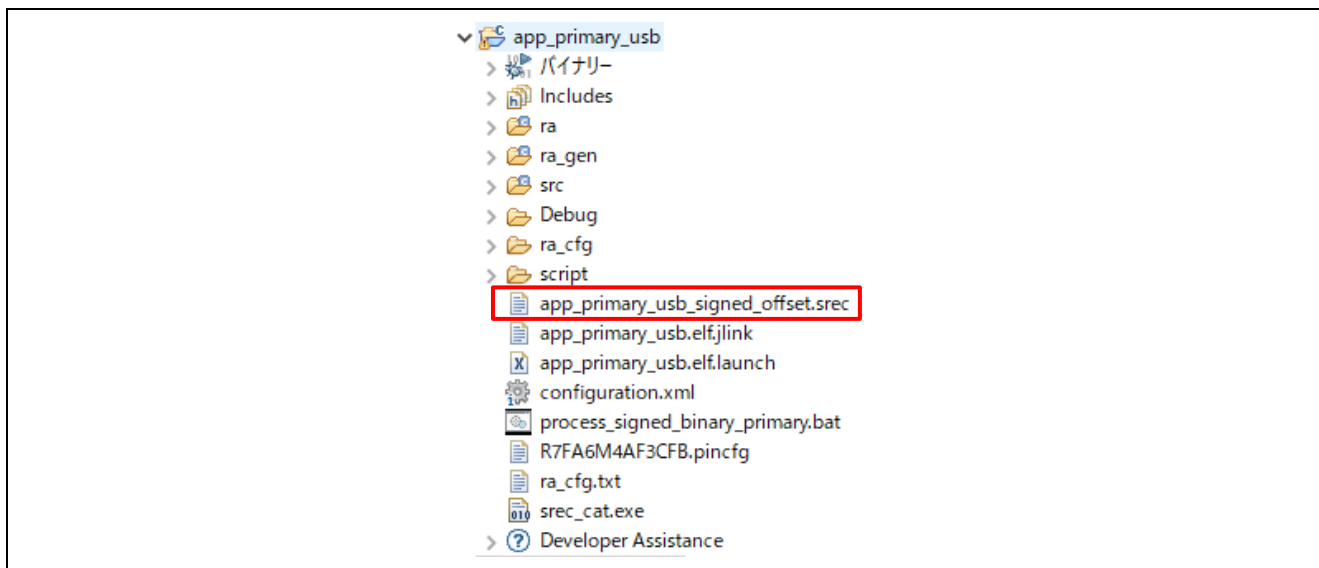 app_primary_usb
バイナリー
Includes
ra
ra_gen
src
Debug
ra_cfg
script
app_primary_usb_signed_offset.srec
app_primary_usb.elf.jlink
app_primary_usb.elf.launch
configuration.xml
process_signed_binary_primary.bat
R7FA6M4AF3CFB.pincfg
ra_cfg.txt
srec_cat.exe
Developer Assistance